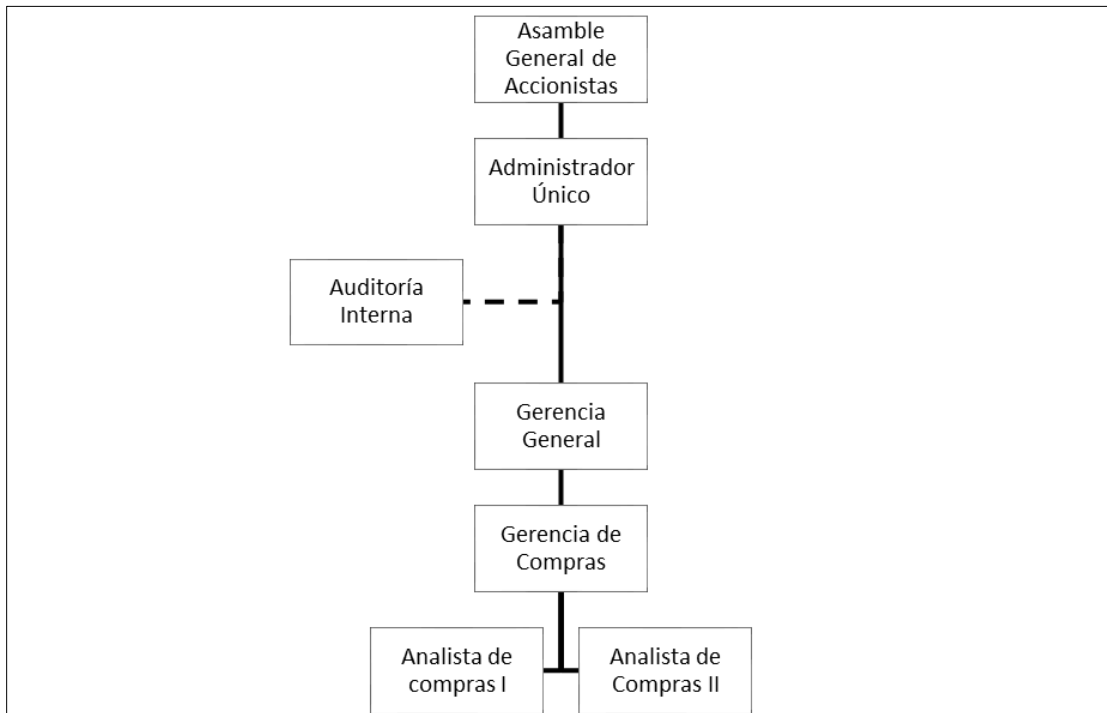 Asamble
General de
Accionistas
Administrador
Único
Auditoría
Interna
Gerencia
General
Gerencia de
Compras
Analista de
compras I
Analista de
Compras II